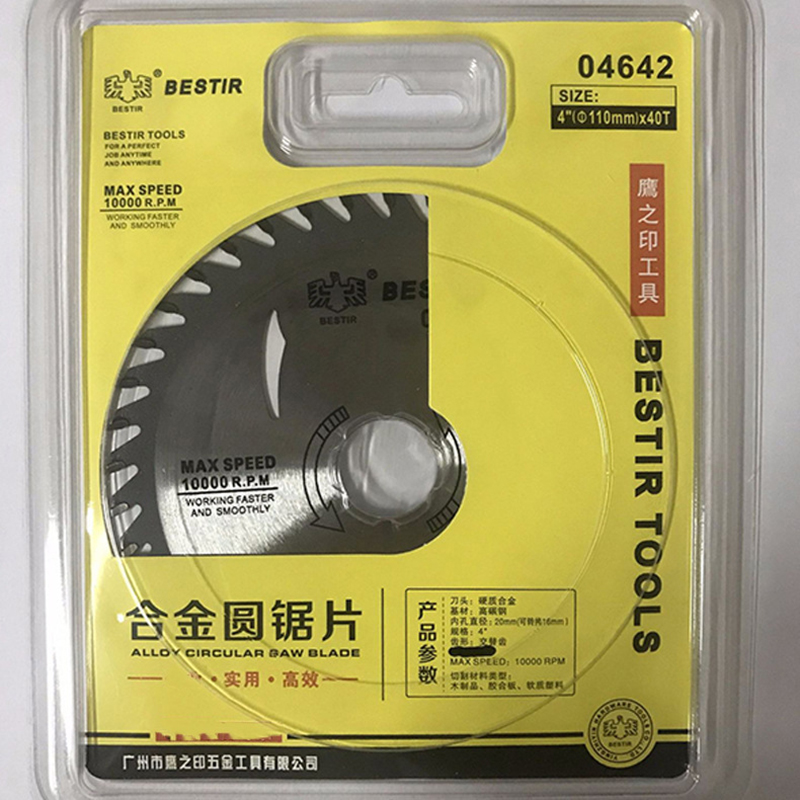 BESTIR
BESTIR
BESTIR TOOLS
FOR A PERFECT
JOB ANYTIME
AND ANYWHERE
MAX SPEED
10000 R.P.M
WORKING FASTER
AND SMOOTHLY
04642
SIZE:
4"(Φ110mm)x40T
鹰之印工具
BESTIR TOOLS
BES
BESTIR
MAX SPEED
10000 R.P.M
WORKING FASTER
AND SMOOTHLY
合金圆锯片
ALLOY CIRCULAR SAW BLADE
·实用·高效
产品参数
刀头：硬质合金
基材：高碳钢
内孔直径：20mm(可转换16mm)
规格：4"
齿形：交替齿
MAX SPEED：10000 RPM
切割材料类型：
木制品、胶合板、软质塑料
BESTIR
广州市鹰之印五金工具有限公司